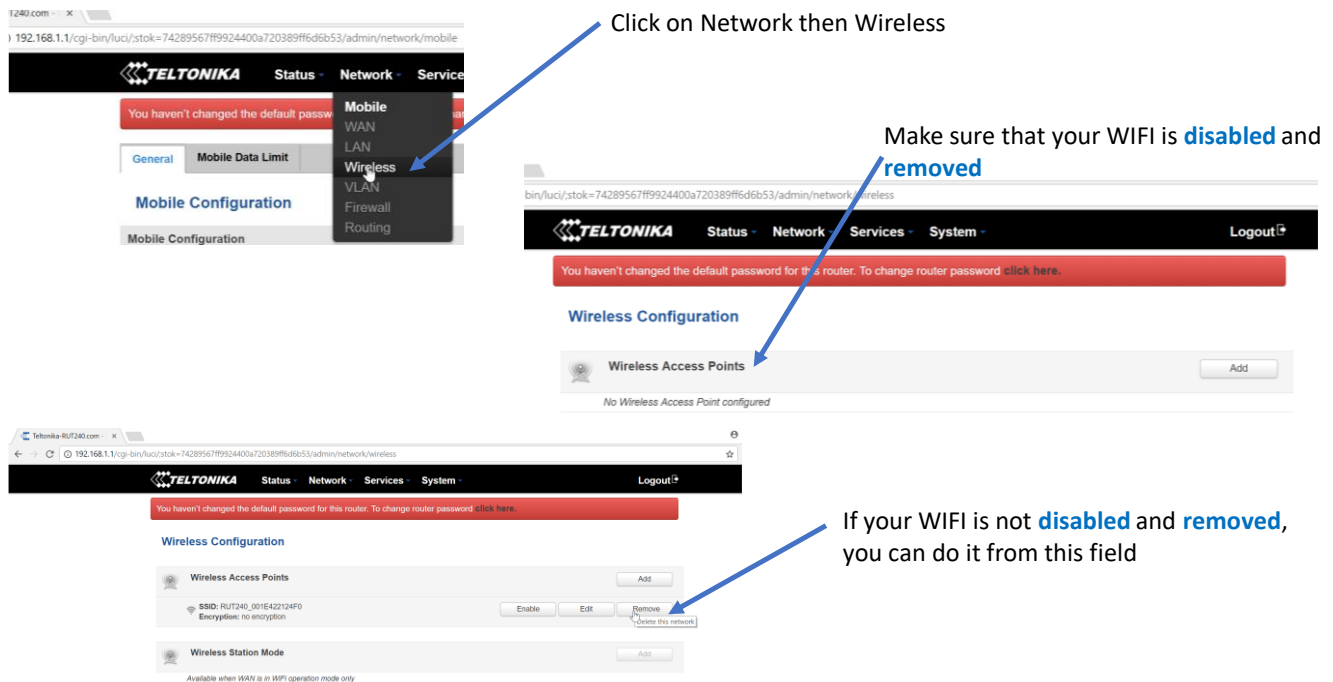 T240.com - ×
192.168.1.1/cgi-bin/luci/;stok=74289567ff9924400a720389ff6d6b53/admin/network/mobile
TELTONIKA Status Network Service
You haven't changed the default passw
Mobile
WAN
LAN
Wireless
VLAN
Firewall
Routing
General Mobile Data Limit
Mobile Configuration
Mobile Configuration
Click on Network then Wireless
Make sure that your WIFI is disabled and
removed
bin/luci/;stok=74289567ff9924400a720389ff6d6b53/admin/network/wireless
TELTONIKA Status Network Services System Logout
You haven't changed the default password for this router. To change router password click here.
Wireless Configuration
Wireless Access Points Add
No Wireless Access Point configured
Teltonika-RUT240.com - ×
192.168.1.1/cgi-bin/luci/;stok=74289567ff9924400a720389ff6d6b53/admin/network/wireless
TELTONIKA Status Network Services System Logout
You haven't changed the default password for this router. To change router password click here.
Wireless Configuration
Wireless Access Points Add
SSID: RUT240_001E422124F0 Enable Edit Remove
Encryption: no encryption
Delete this network
Wireless Station Mode Add
Available when WAN is in WiFi operation mode only
If your WIFI is not disabled and removed,
you can do it from this field